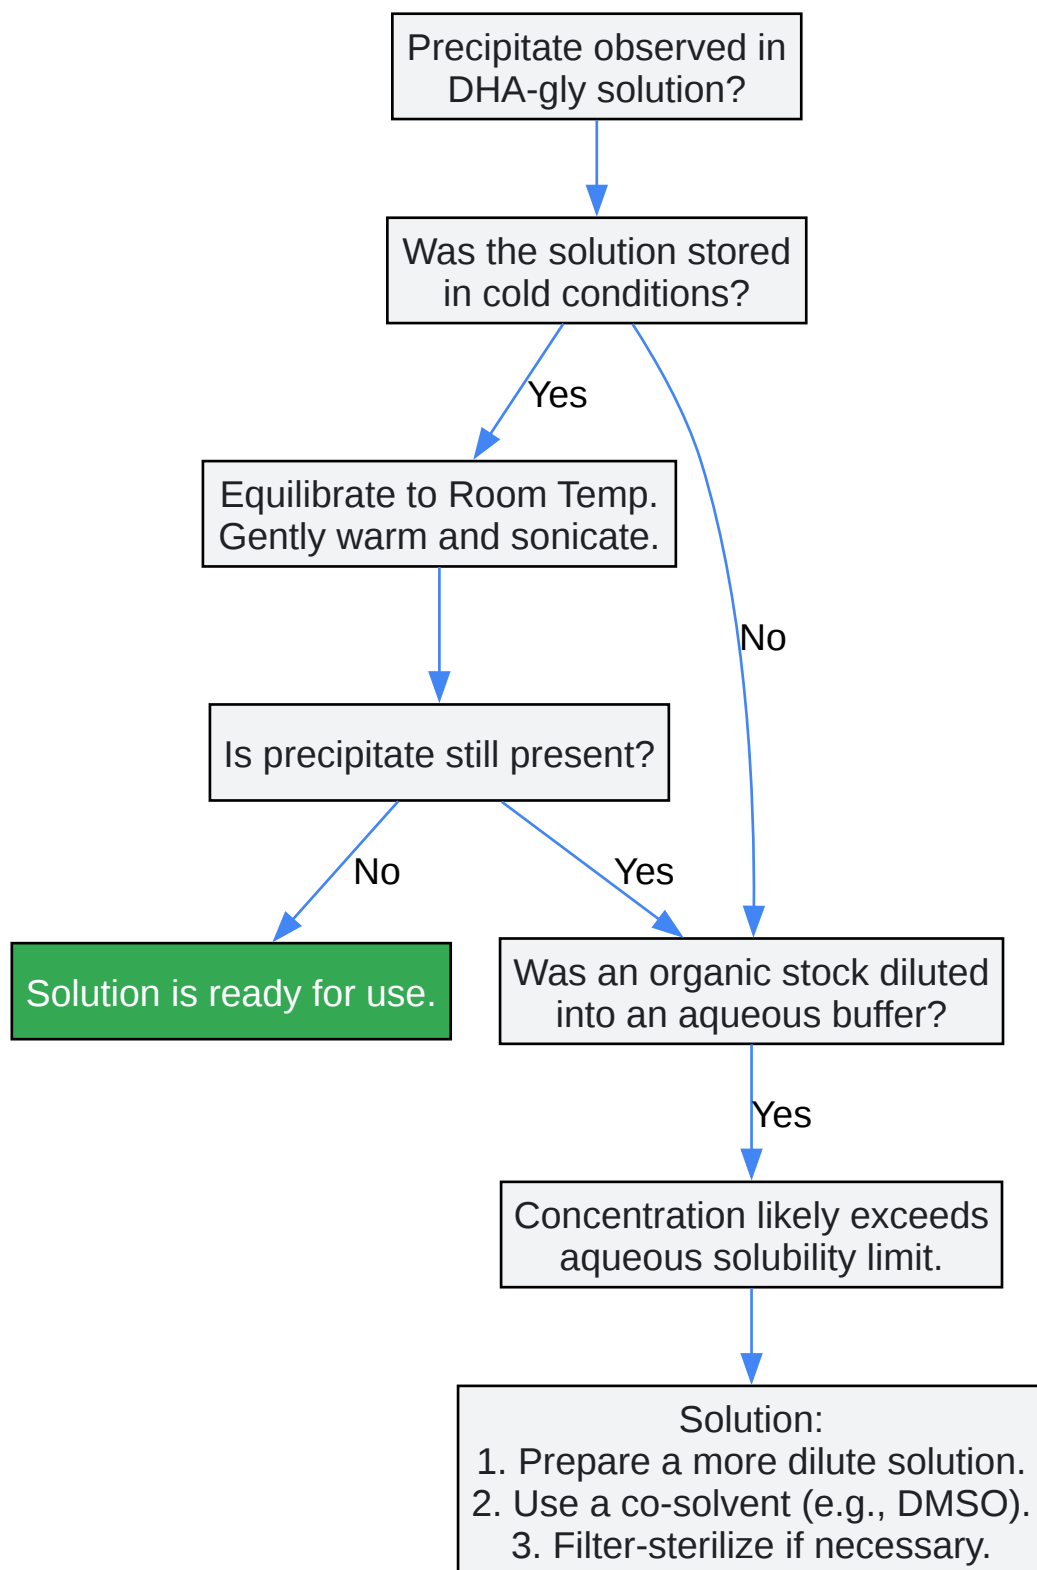 Precipitate observed in
DHA-gly solution?
Was the solution stored
in cold conditions?
Yes
Equilibrate to Room Temp.
Gently warm and sonicate.
No
Is precipitate still present?
No
Yes
Solution is ready for use.
Was an organic stock diluted
into an aqueous buffer?
Yes
Concentration likely exceeds
aqueous solubility limit.
Solution:
1. Prepare a more dilute solution.
2. Use a co-solvent (e.g., DMSO).
3. Filter-sterilize if necessary.